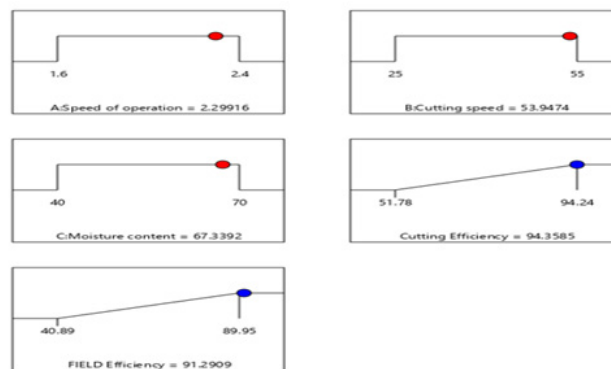 1.6 2.4
A:Speed of operation = 2.29916
25 55
B:Cutting speed = 53.9474
40 70
C:Moisture content = 67.3392
51.78 94.24
Cutting Efficiency = 94.3585
40.89 89.95
FIELD Efficiency = 91.2909